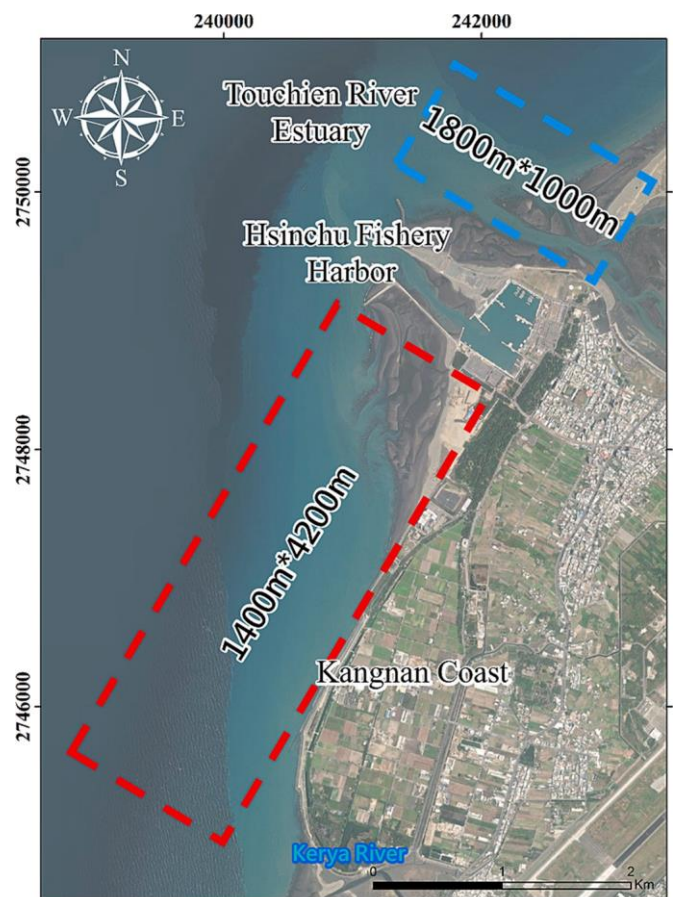 240000
242000
N
W
E
S
Touchien River
Estuary
1800m*1000m
2750000
Hsinchu Fishery
Harbor
2748000
1400m*4200m
Kangnan Coast
2746000
Kerya River
0
1
2
Km